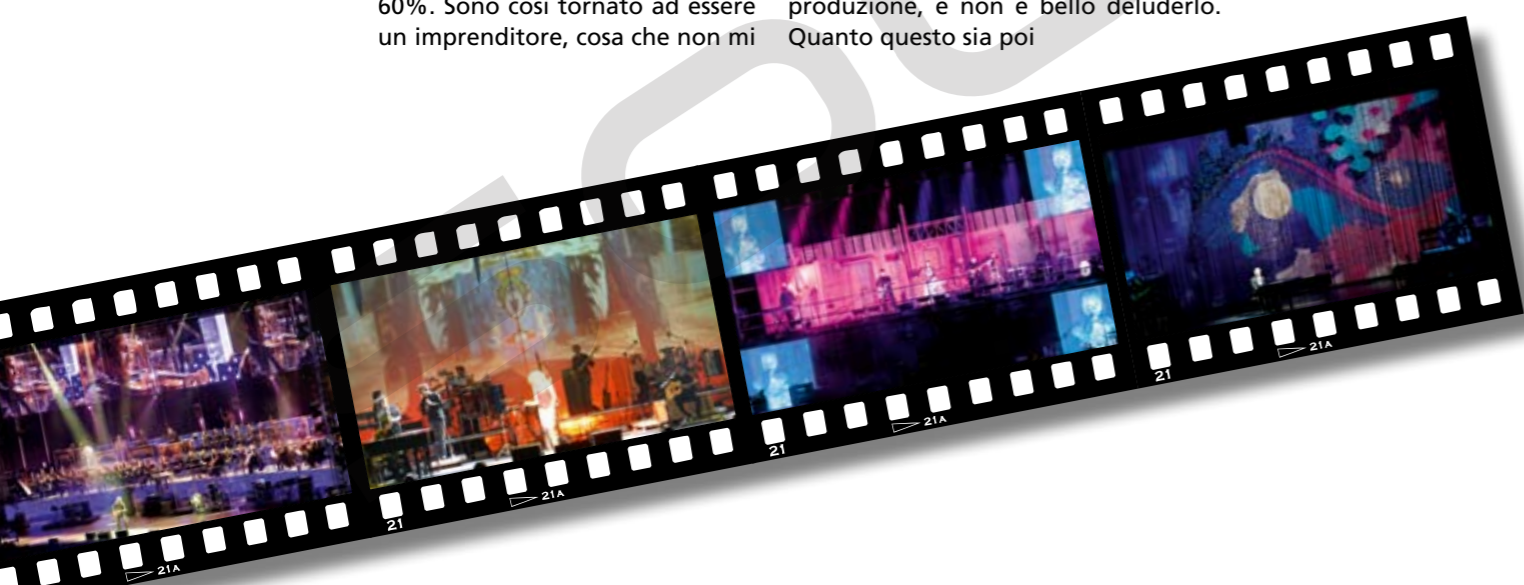 60%. Sono così tornato ad essere
un imprenditore, cosa che non mi
produzione, e non è bello deluderlo.
Quanto questo sia poi
21A
21
21A
21
21A
21
21A